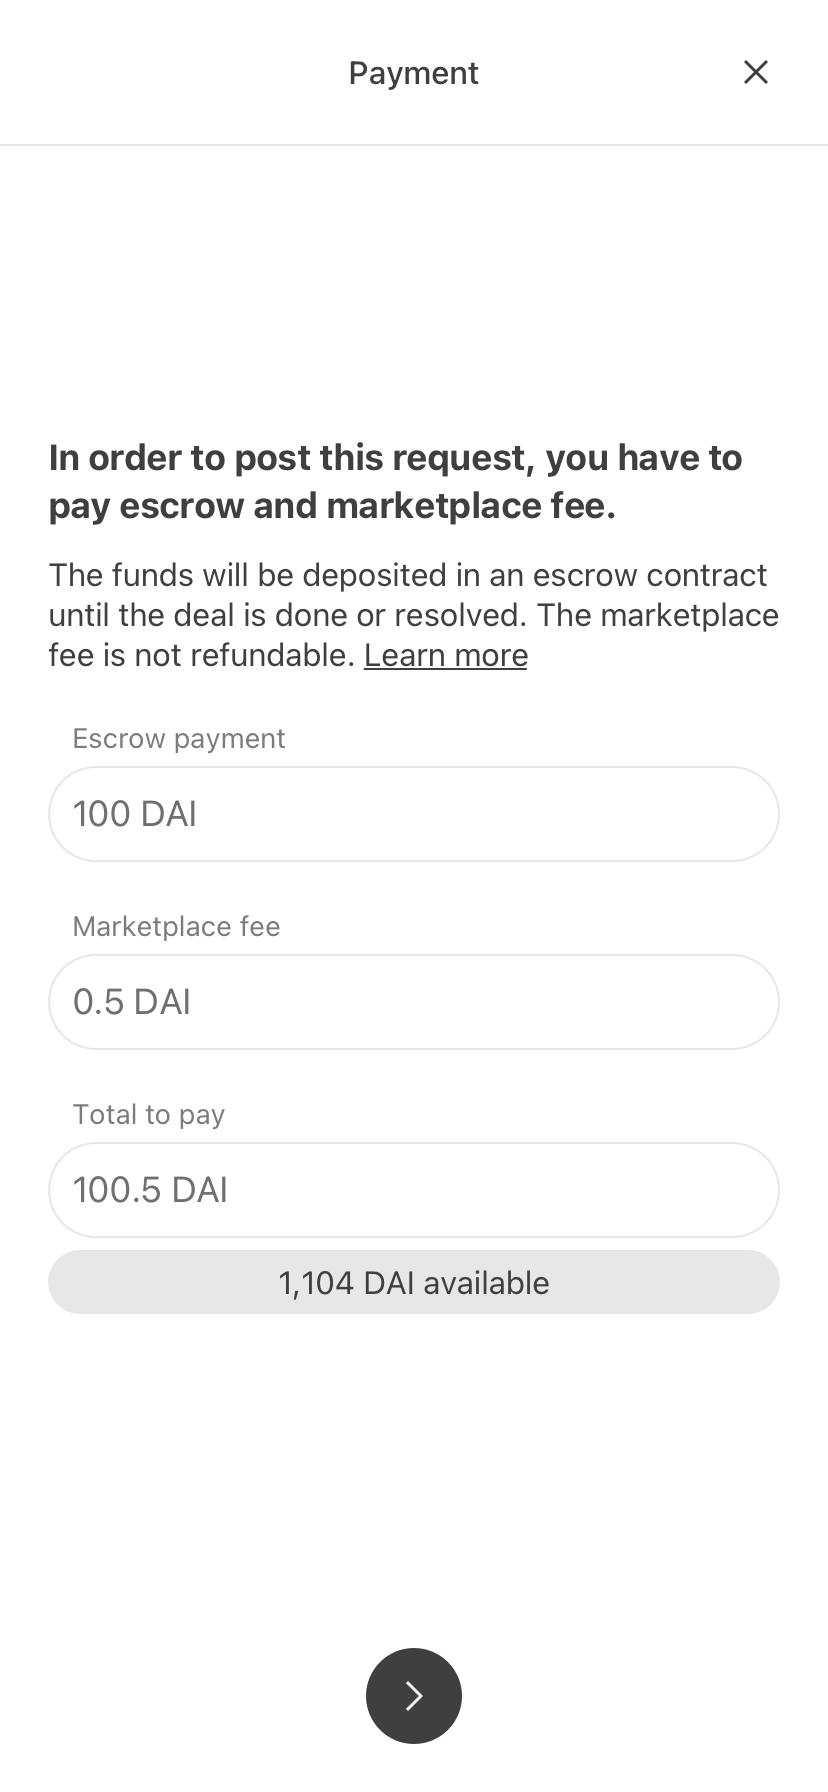 Payment
In order to post this request, you have to
pay escrow and marketplace fee.
The funds will be deposited in an escrow contract
until the deal is done or resolved. The marketplace
fee is not refundable. Learn more
Escrow payment
100 DAI
Marketplace fee
0.5 DAI
Total to pay
100.5 DAI
1,104 DAI available